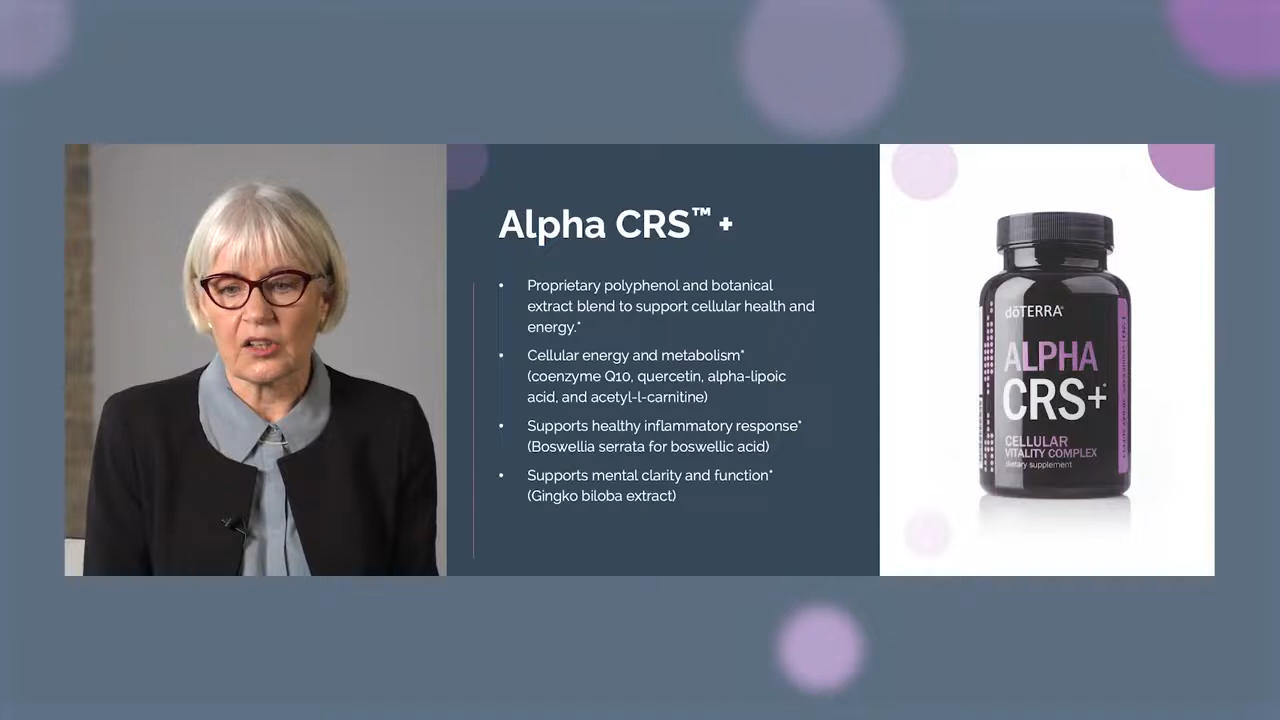 Alpha CRS™ +
• Proprietary polyphenol and botanical
extract blend to support cellular health and
energy.*
• Cellular energy and metabolism*
(coenzyme Q10, quercetin, alpha-lipoic
acid, and acetyl-l-carnitine)
• Supports healthy inflammatory response*
(Boswellia serrata for boswellic acid)
• Supports mental clarity and function*
(Gingko biloba extract)
dōTERRA®
ALPHA
CRS+
CELLULAR
VITALITY COMPLEX
dietary supplement